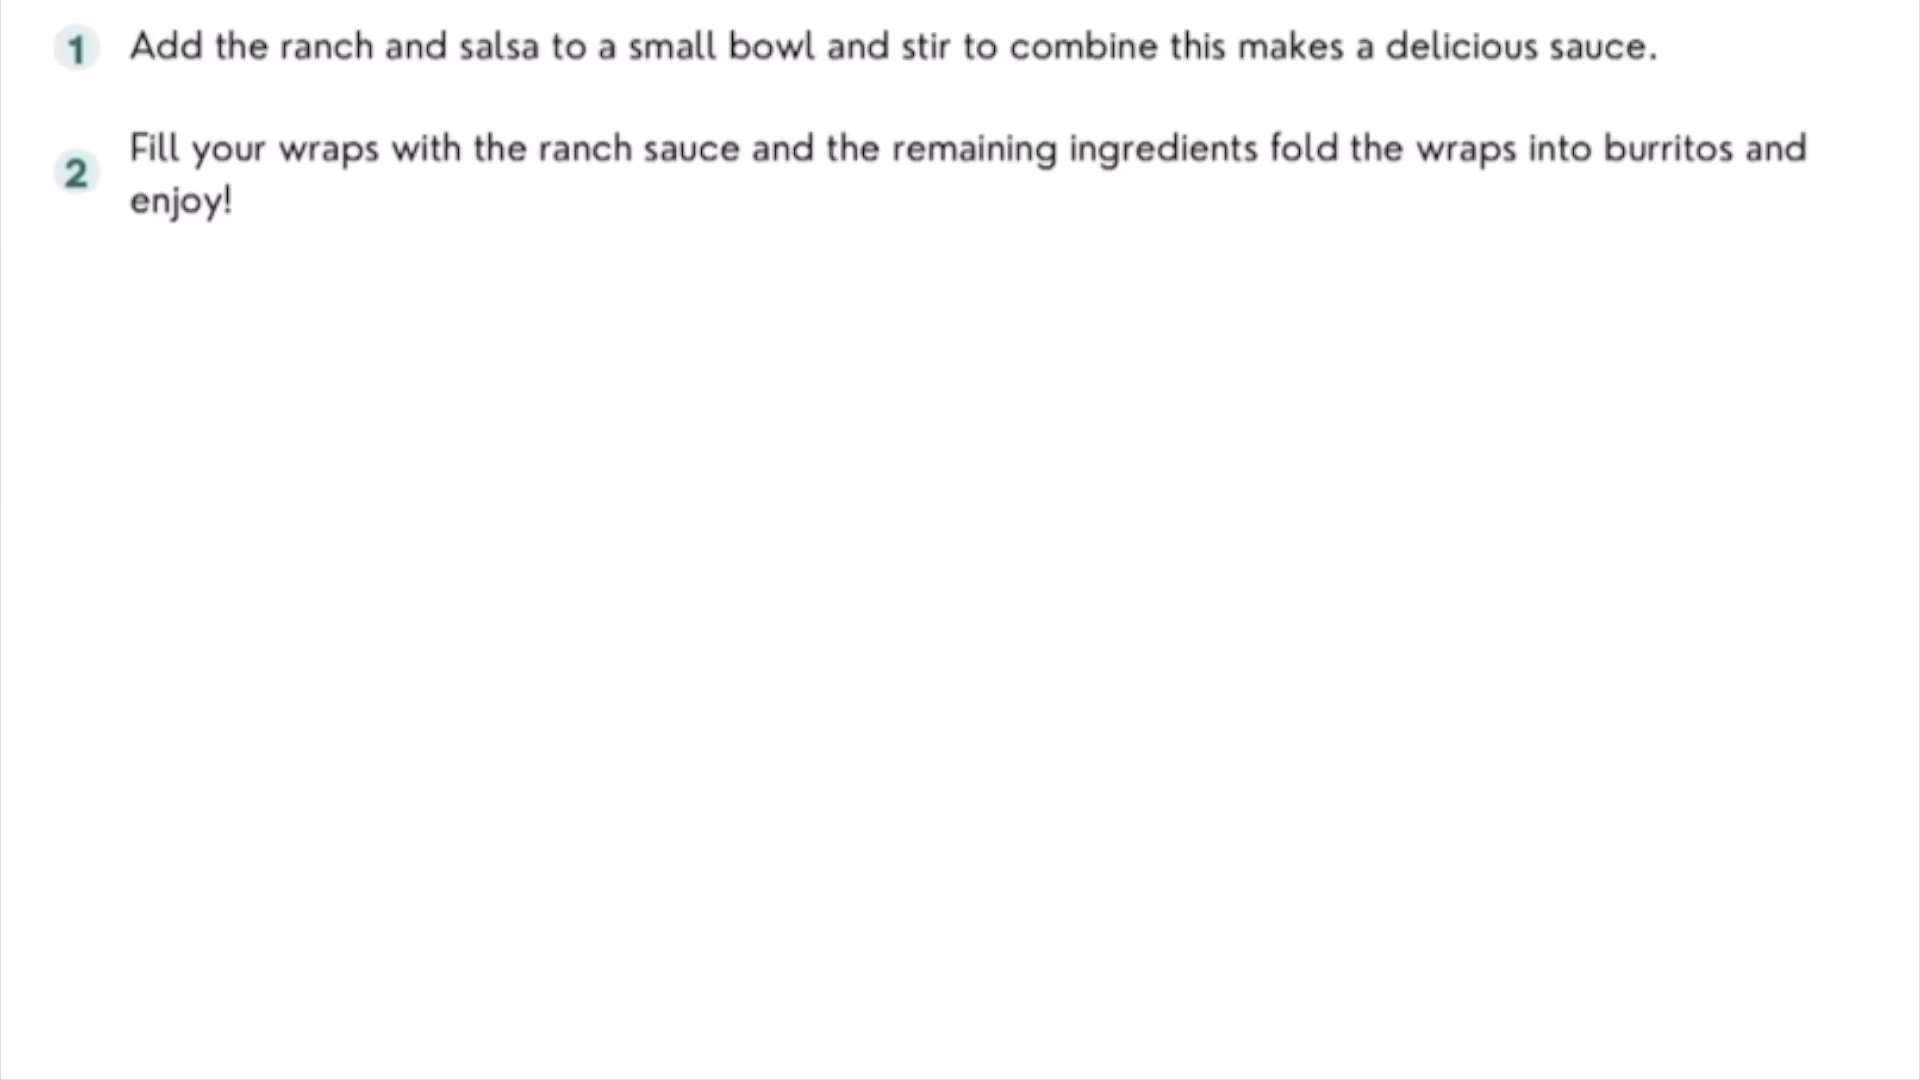 1 Add the ranch and salsa to a small bowl and stir to combine this makes a delicious sauce.
2 Fill your wraps with the ranch sauce and the remaining ingredients fold the wraps into burritos and
enjoy!